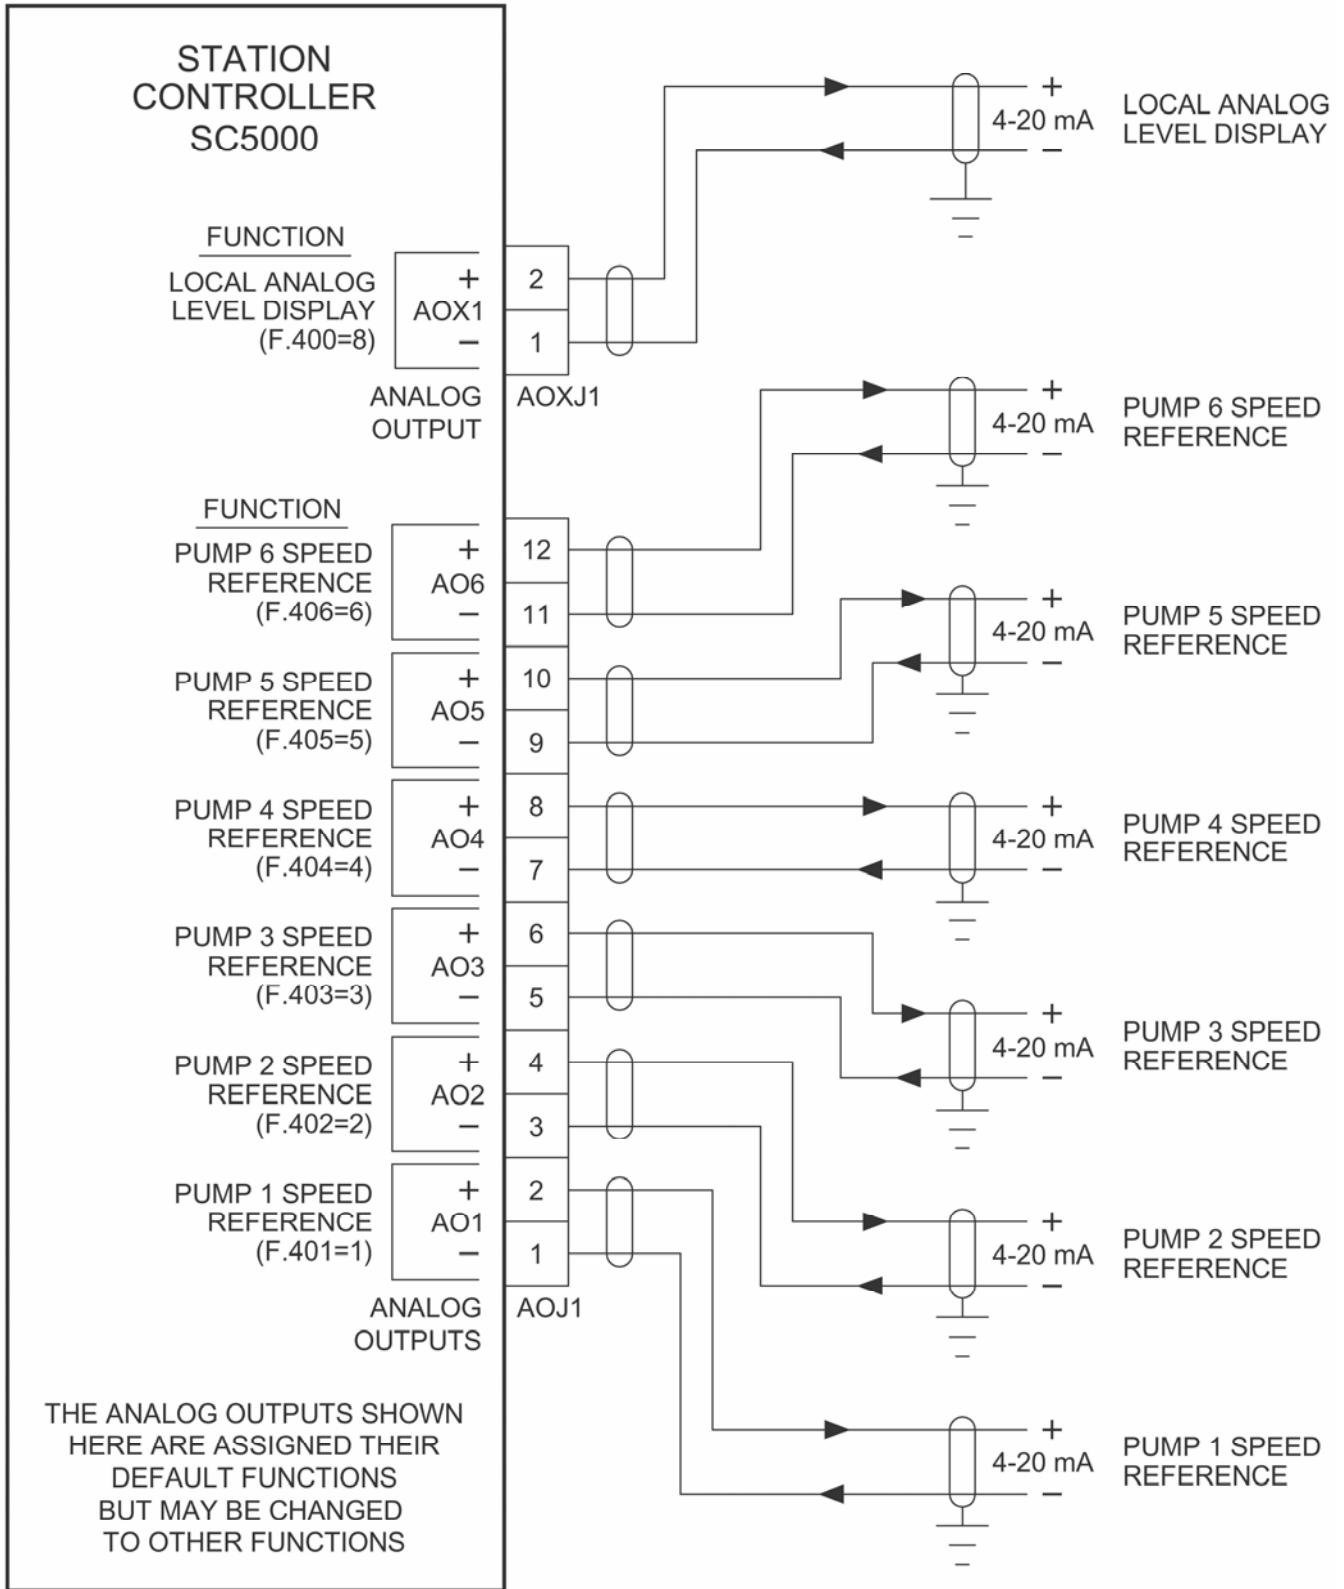 STATION
CONTROLLER
SC5000
FUNCTION
LOCAL ANALOG
LEVEL DISPLAY
(F.400=8)
+
AOX1
−
2
1
ANALOG
OUTPUT
AOXJ1
+
4-20 mA
−
LOCAL ANALOG
LEVEL DISPLAY
FUNCTION
PUMP 6 SPEED
REFERENCE
(F.406=6)
+
AO6
−
12
11
+
4-20 mA
−
PUMP 6 SPEED
REFERENCE
PUMP 5 SPEED
REFERENCE
(F.405=5)
+
AO5
−
10
9
+
4-20 mA
−
PUMP 5 SPEED
REFERENCE
PUMP 4 SPEED
REFERENCE
(F.404=4)
+
AO4
−
8
7
+
4-20 mA
−
PUMP 4 SPEED
REFERENCE
PUMP 3 SPEED
REFERENCE
(F.403=3)
+
AO3
−
6
5
+
4-20 mA
−
PUMP 3 SPEED
REFERENCE
PUMP 2 SPEED
REFERENCE
(F.402=2)
+
AO2
−
4
3
+
4-20 mA
−
PUMP 2 SPEED
REFERENCE
PUMP 1 SPEED
REFERENCE
(F.401=1)
+
AO1
−
2
1
ANALOG
OUTPUTS
AOJ1
+
4-20 mA
−
PUMP 1 SPEED
REFERENCE
THE ANALOG OUTPUTS SHOWN
HERE ARE ASSIGNED THEIR
DEFAULT FUNCTIONS
BUT MAY BE CHANGED
TO OTHER FUNCTIONS